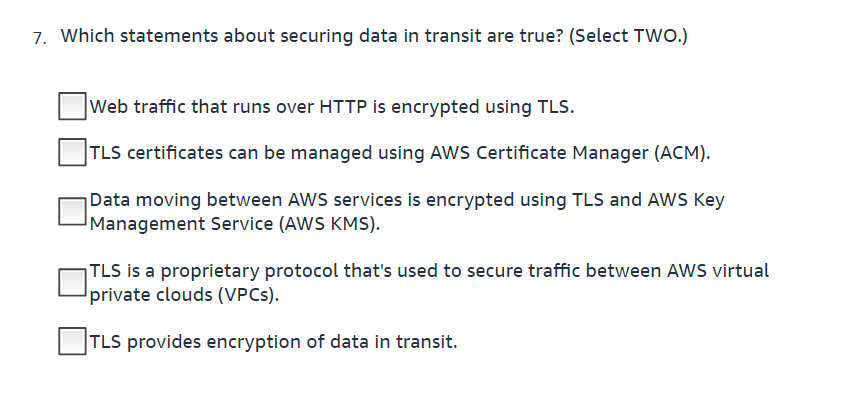 7. Which statements about securing data in transit are true? (Select TWO.)
Web traffic that runs over HTTP is encrypted using TLS.
TLS certificates can be managed using AWS Certificate Manager (ACM).
Data moving between AWS services is encrypted using TLS and AWS Key
Management Service (AWS KMS).
TLS is a proprietary protocol that's used to secure traffic between AWS virtual
private clouds (VPCs).
TLS provides encryption of data in transit.